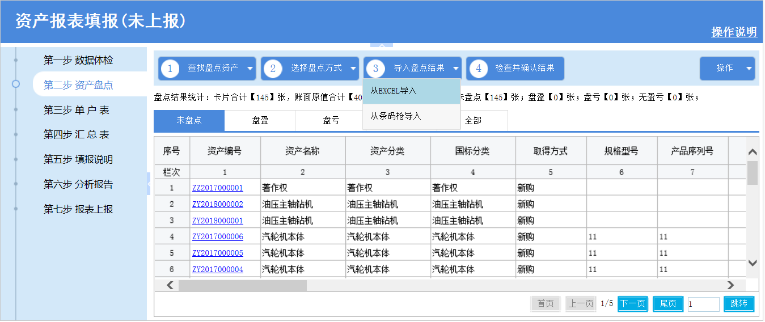 资产报表填报(未上报)
操作说明
第一步 数据体检
第二步 资产盘点
第三步 单 户 表
第四步 汇 总 表
第五步 填报说明
第六步 分析报告
第七步 报表上报
1 查找盘点资产 2 选择盘点方式 3 导入盘点结果 4 检查并确认结果 操作
从EXCEL导入
从条码枪导入
盘点结果统计：卡片合计【145】张，账面原值合计【40 未盘点【145】张；盘盈【0】张；盘亏【0】张；无盈亏【0】张；
未盘点 盘盈 盘亏 全部
序号 资产编号 资产名称 资产分类 国标分类 取得方式 规格型号 产品序列号
栏次 1 2 3 4 5 6 7
1 ZZ2017000001 著作权 著作权 著作权 新购
2 ZY2018000002 油压主轴钻机 油压主轴钻机 油压主轴钻机 新购
3 ZY2018000001 油压主轴钻机 油压主轴钻机 油压主轴钻机 新购
4 ZY2017000006 汽轮机本体 汽轮机本体 汽轮机本体 新购 11 11
5 ZY2017000005 汽轮机本体 汽轮机本体 汽轮机本体 新购 11 11
6 ZY2017000004 汽轮机本体 汽轮机本体 汽轮机本体 新购 11 11
首页 上一页 1/5 下一页 尾页 1 跳转